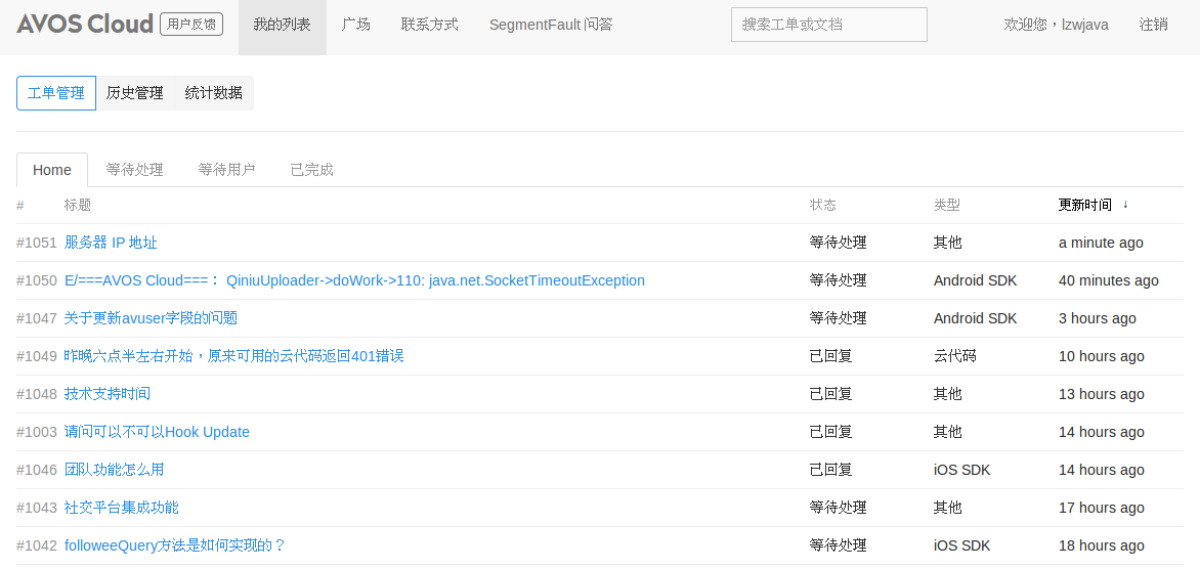 AVOS Cloud 用户反馈 我的列表 广场 联系方式 SegmentFault 问答 搜索工单或文档 欢迎您，lzwjava 注销
工单管理 历史管理 统计数据
Home 等待处理 等待用户 已完成
# 标题 状态 类型 更新时间 ↓
#1051 服务器 IP 地址 等待处理 其他 a minute ago
#1050 E/===AVOS Cloud===： QiniuUploader->doWork->110: java.net.SocketTimeoutException 等待处理 Android SDK 40 minutes ago
#1047 关于更新avuser字段的问题 等待处理 Android SDK 3 hours ago
#1049 昨晚六点半左右开始，原来可用的云代码返回401错误 已回复 云代码 10 hours ago
#1048 技术支持时间 已回复 其他 13 hours ago
#1003 请问可以不可以Hook Update 已回复 其他 14 hours ago
#1046 团队功能怎么用 已回复 iOS SDK 14 hours ago
#1043 社交平台集成功能 等待处理 其他 17 hours ago
#1042 followeeQuery方法是如何实现的？ 等待处理 iOS SDK 18 hours ago